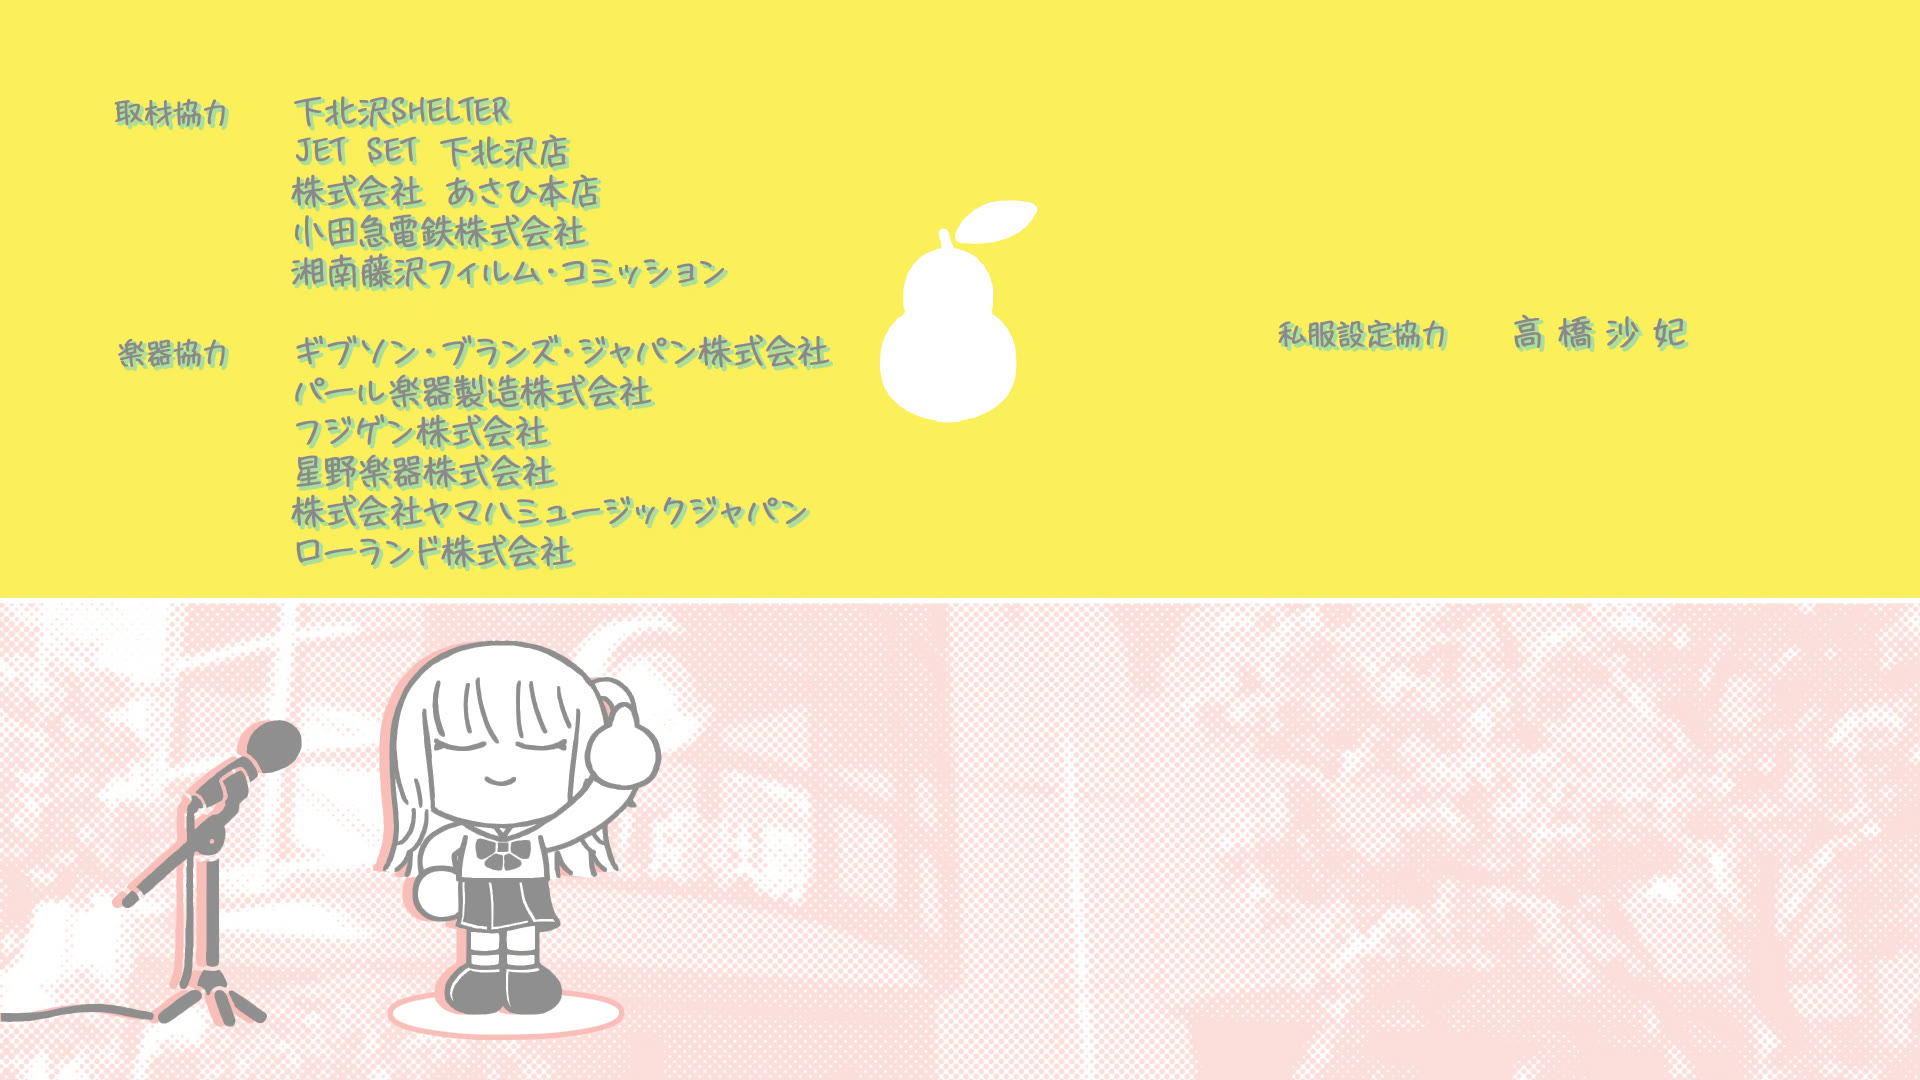 取材協力
下北沢SHELTER
JET SET 下北沢店
株式会社 あさひ本店
小田急電鉄株式会社
湘南藤沢フィルム・コミッション
楽器協力
ギブソン・ブランズ・ジャパン株式会社
パール楽器製造株式会社
フジゲン株式会社
星野楽器株式会社
株式会社ヤマハミュージックジャパン
ローランド株式会社
私服設定協力
高橋沙妃